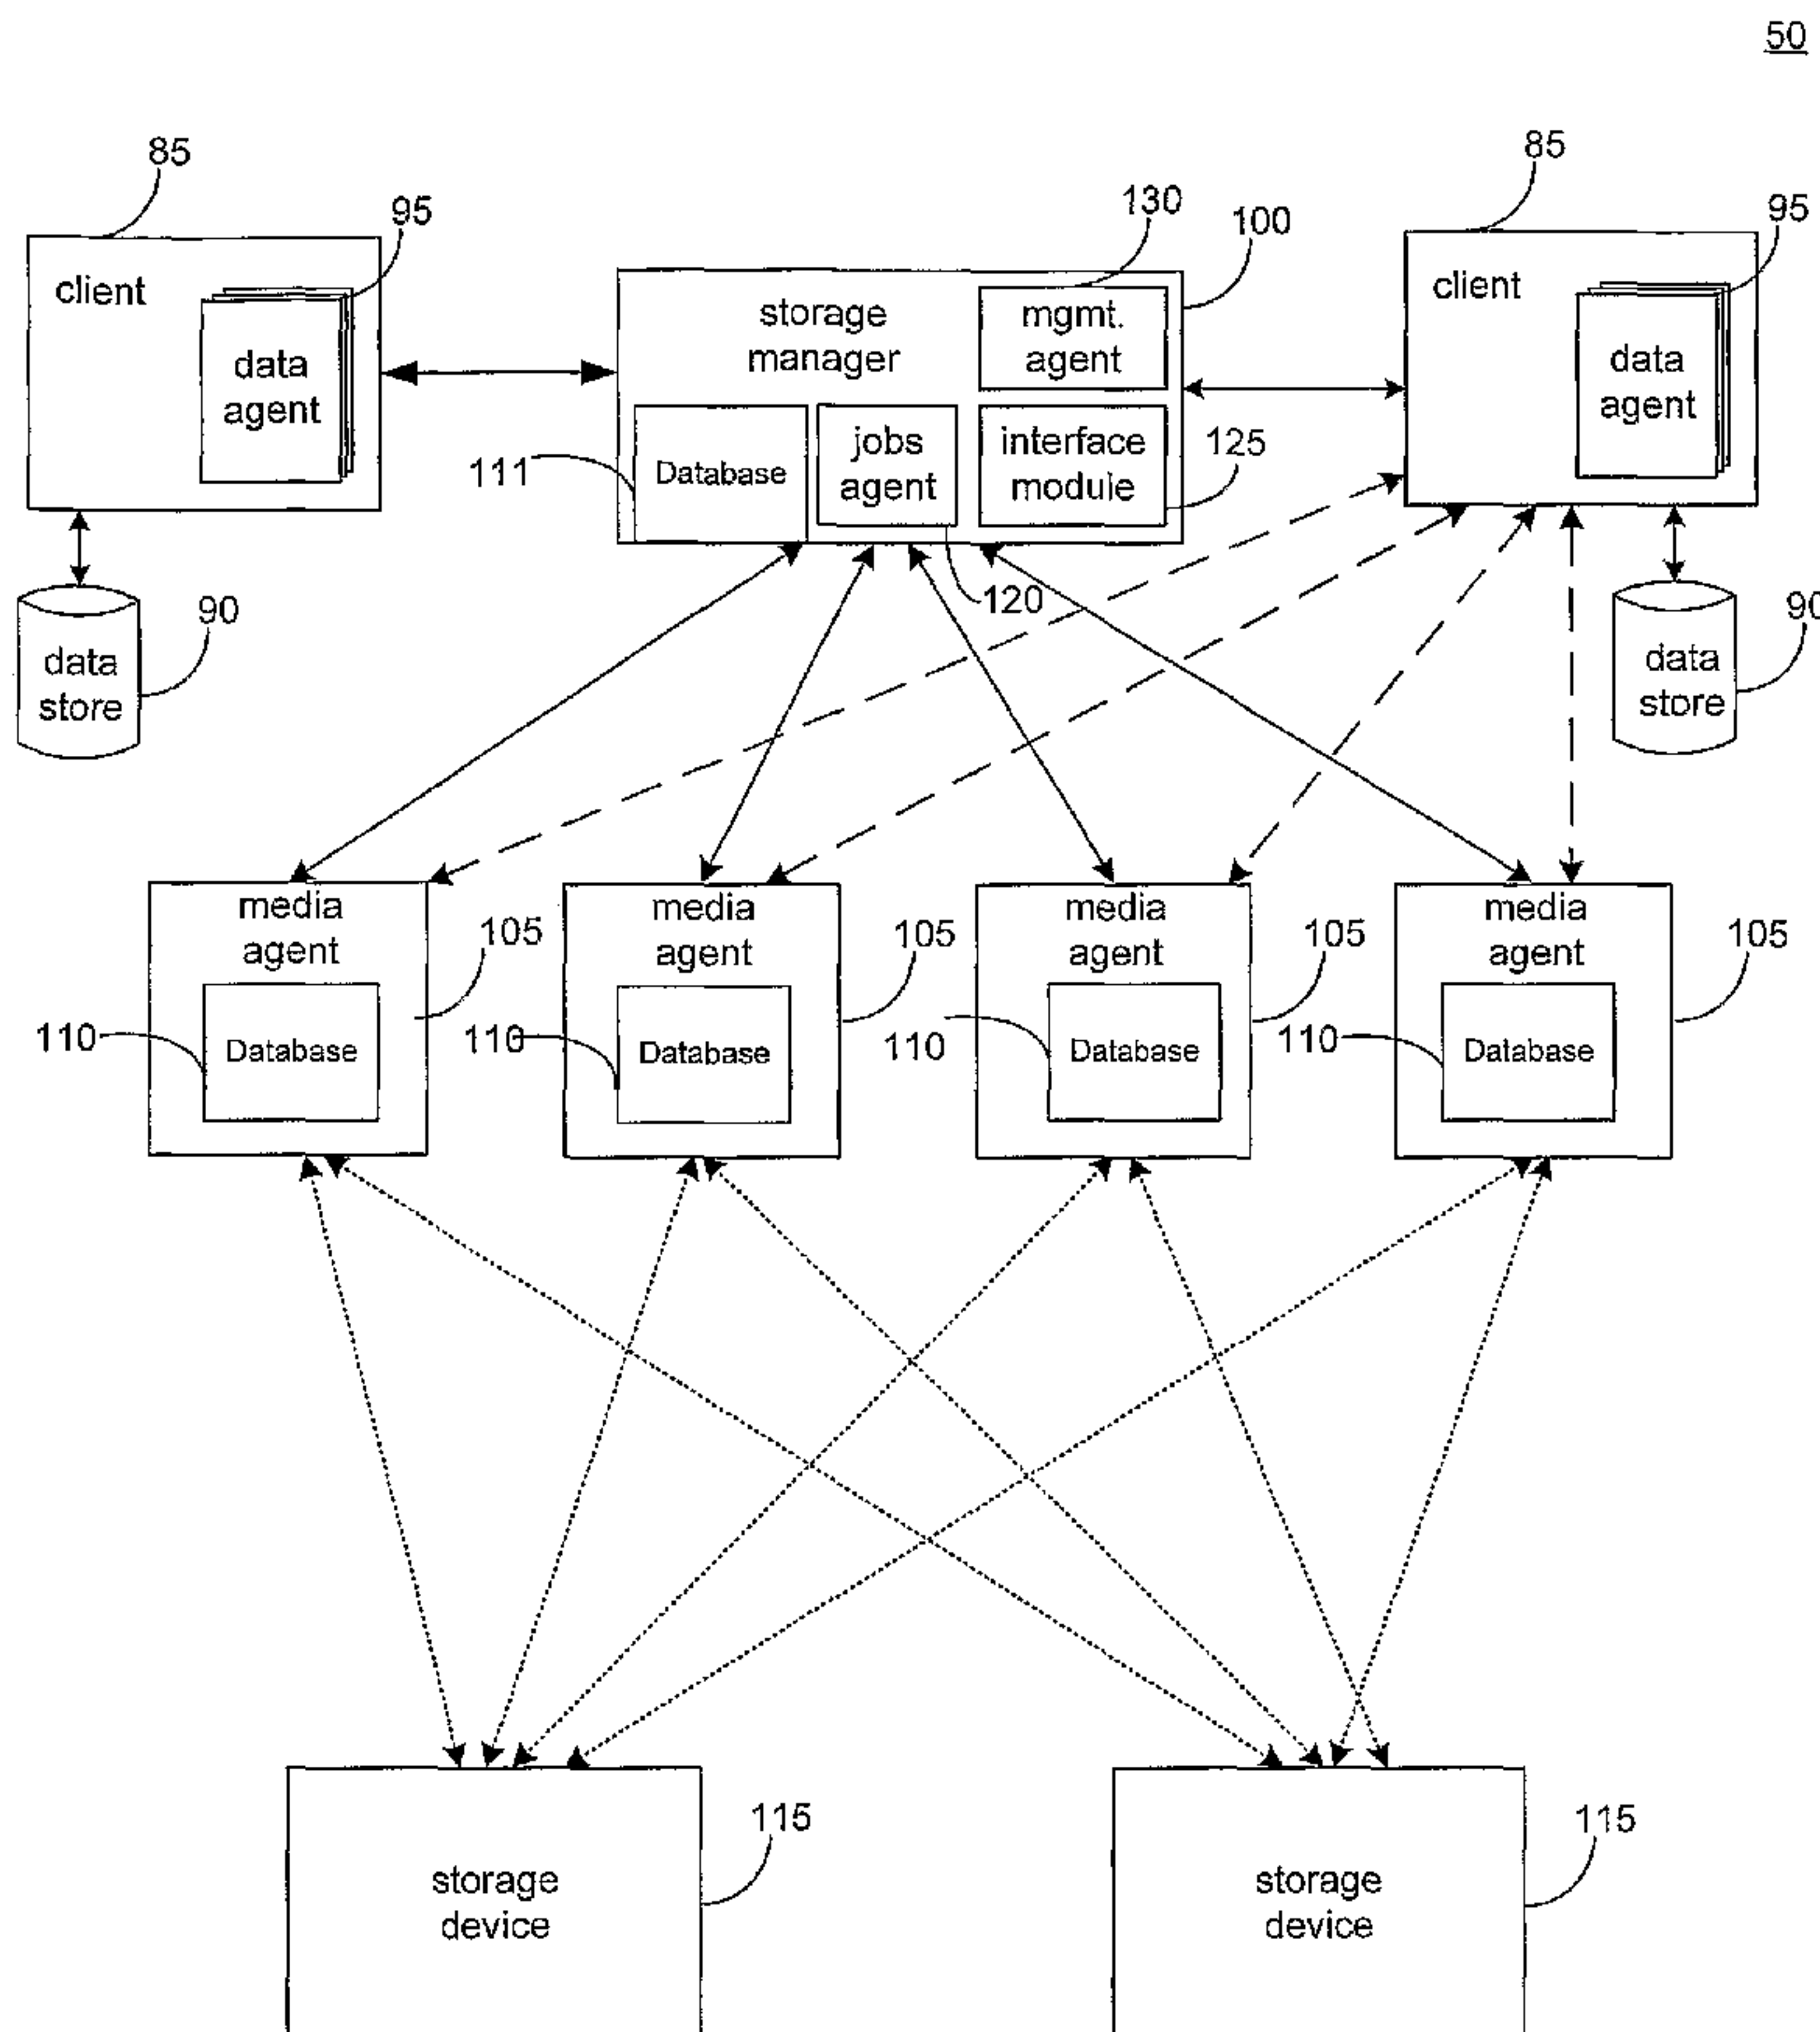 50
85
85
95
95
130
100
client
data
agent
storage
manager
mgmt.
agent
client
data
agent
111
Database
jobs
agent
interface
module
125
120
90
data
store
90
data
store
media
agent
105
110
Database
media
agent
105
110
Database
media
agent
105
110
Database
media
agent
105
110
Database
storage
device
115
storage
device
115